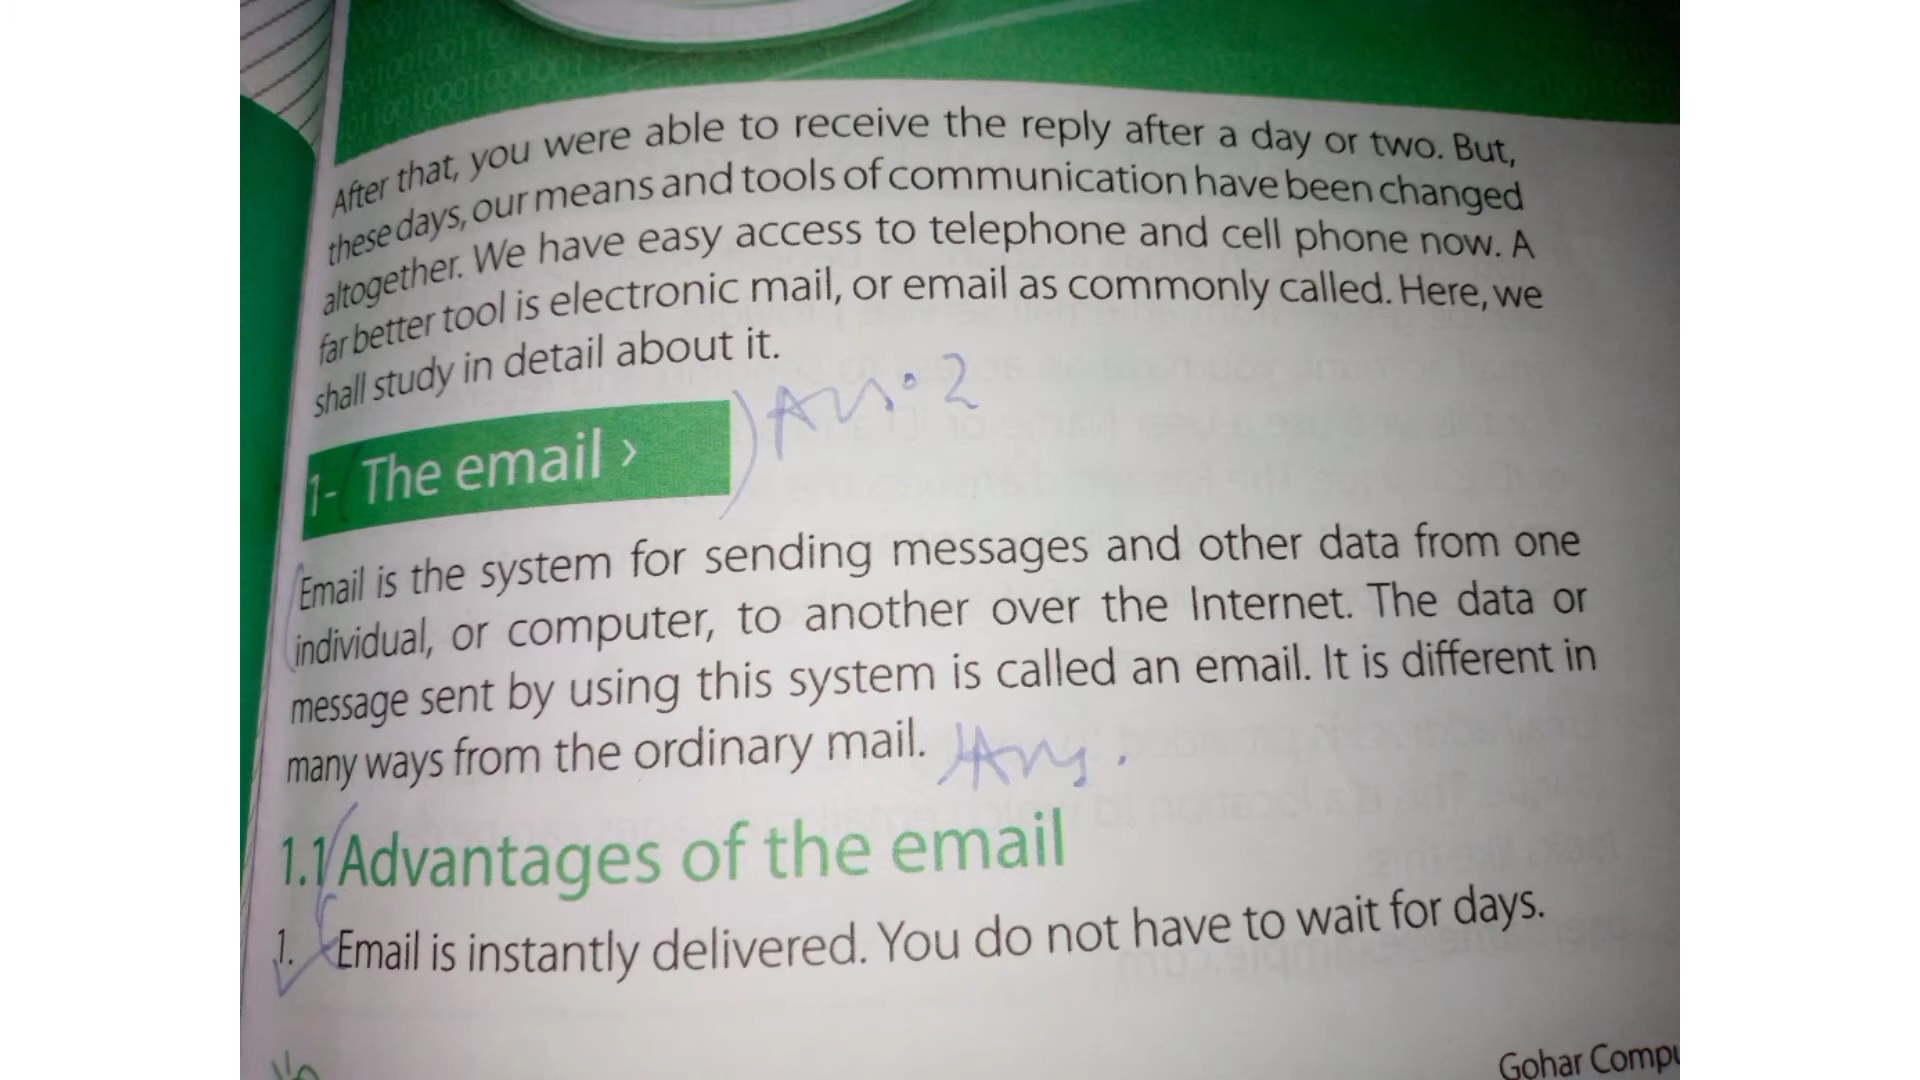 After that, you were able to receive the reply after a day or two. But,
these days, our means and tools of communication have been changed
altogether. We have easy access to telephone and cell phone now. A
far better tool is electronic mail, or email as commonly called. Here, we
shall study in detail about it.
Ans. 2
1- The email ›
Email is the system for sending messages and other data from one
individual, or computer, to another over the Internet. The data or
message sent by using this system is called an email. It is different in
many ways from the ordinary mail. Ans.
1.1 Advantages of the email
1. Email is instantly delivered. You do not have to wait for days.
Gohar